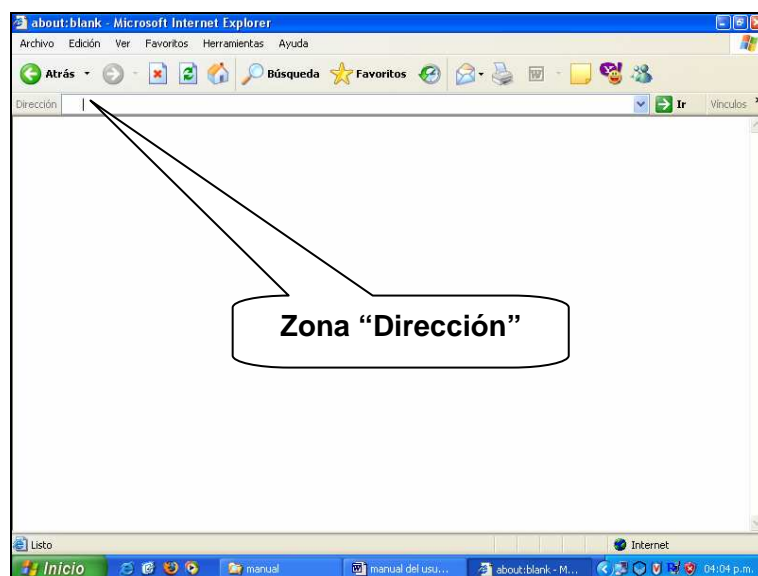 about:blank - Microsoft Internet Explorer
Archivo Edición Ver Favoritos Herramientas Ayuda
Atrás Búsqueda Favoritos
Dirección Ir Vínculos
Zona “Dirección”
Listo Internet
Inicio manual manual del usu... about:blank - M... 04:04 p.m.